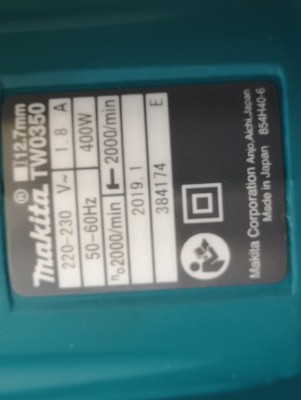 Makita® 12.7mm
TW0350
220-230 V~ 1.8 A
50-60Hz 400W
n₀2000/min 2000/min
2019.1
384174 E
Makita Corporation Anjo, Aichi, Japan
Made in Japan 854H40-6